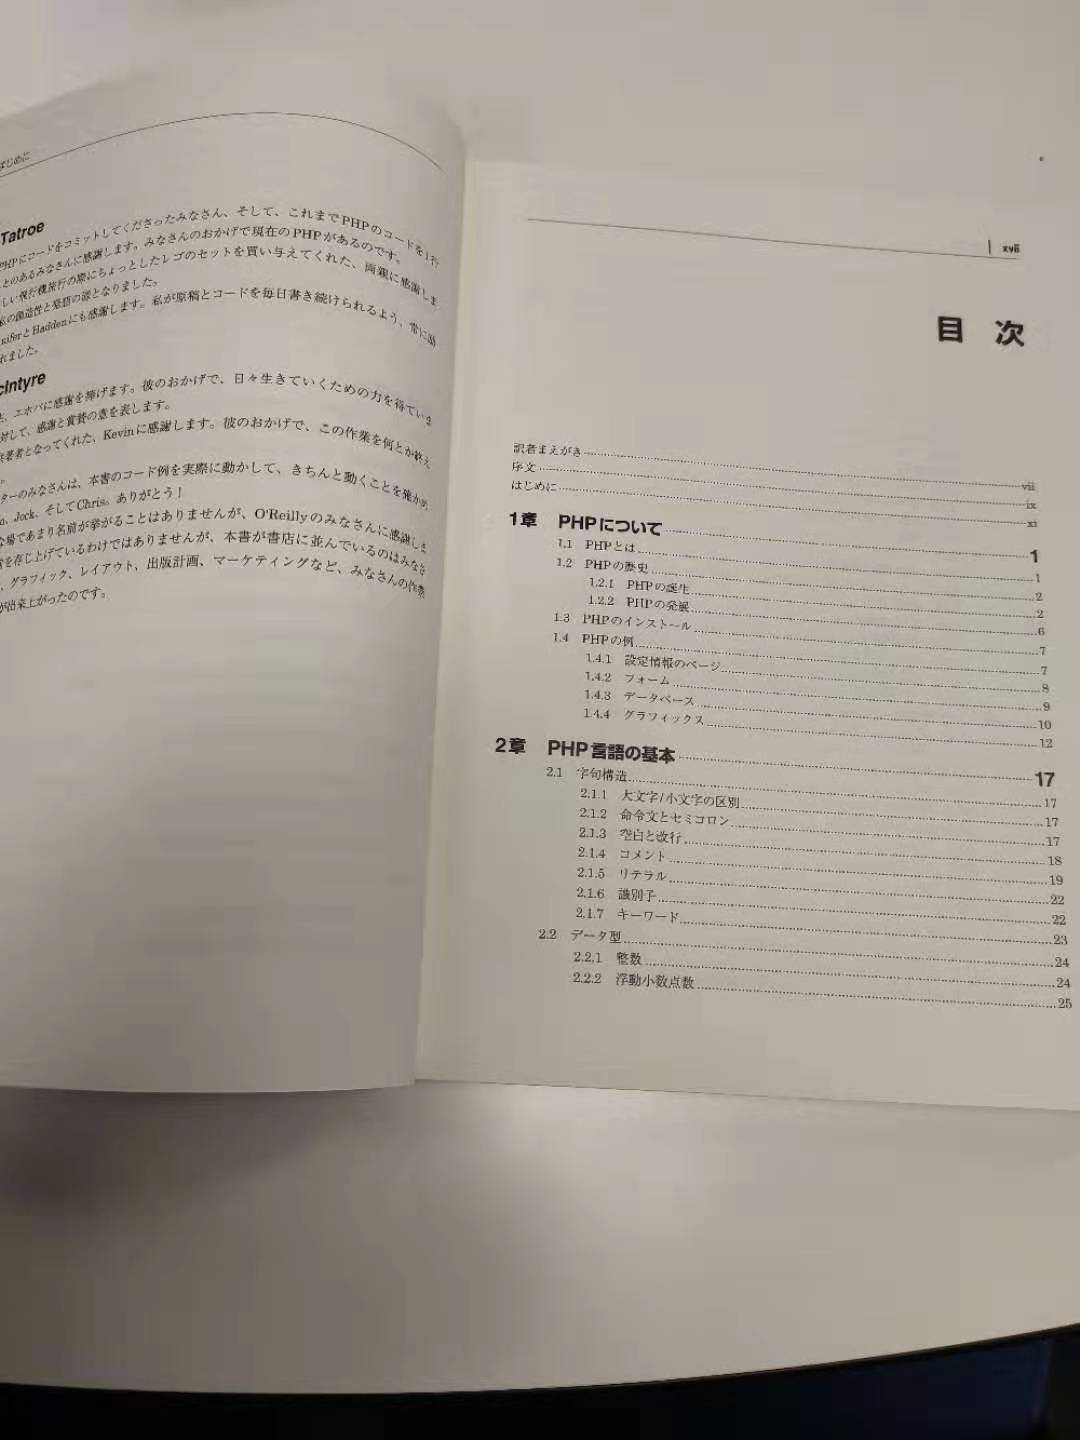 はじめに
Tatroe
PHPにコードをコミットしてくださったみなさん、そして、これまでPHPのコードを1行
とのあるみなさんに感謝します。みなさんのおかげで現在のPHPがあるのです。
しい飛行機旅行の際にちょっとしたレゴのセットを買い与えてくれた、両親に感謝しま
私の創造性と発想の源となりました。
niferとHaddenにも感謝します。私が原稿とコードを毎日書き続けられるよう、常に励
れました。
cIntyre
エホバに感謝を捧げます。彼のおかげで、日々生きていくための力を得ていま
対して、感謝と賞賛の意を表します。
共著者となってくれた、Kevinに感謝します。彼のおかげで、この作業を何とか終え
。
ターのみなさんは、本書のコード例を実際に動かして、きちんと動くことを確かめ
n、Jock、そしてChris。ありがとう!
な場であまり名前が挙がることはありませんが、O'Reillyのみなさんに感謝しま
を存じ上げているわけではありませんが、本書が書店に並んでいるのはみなさ
、グラフィック、レイアウト、出版計画、マーケティングなど、みなさんの作業
が出来上がったのです。
xvii
目 次
訳者まえがき vii
序文 ix
はじめに xi
1章 PHPについて 1
1.1 PHPとは 1
1.2 PHPの歴史 2
1.2.1 PHPの誕生 2
1.2.2 PHPの発展 6
1.3 PHPのインストール 7
1.4 PHPの例 7
1.4.1 設定情報のページ 8
1.4.2 フォーム 9
1.4.3 データベース 10
1.4.4 グラフィックス 12
2章 PHP言語の基本 17
2.1 字句構造 17
2.1.1 大文字/小文字の区別 17
2.1.2 命令文とセミコロン 17
2.1.3 空白と改行 18
2.1.4 コメント 19
2.1.5 リテラル 22
2.1.6 識別子 22
2.1.7 キーワード 23
2.2 データ型 24
2.2.1 整数 24
2.2.2 浮動小数点数 25